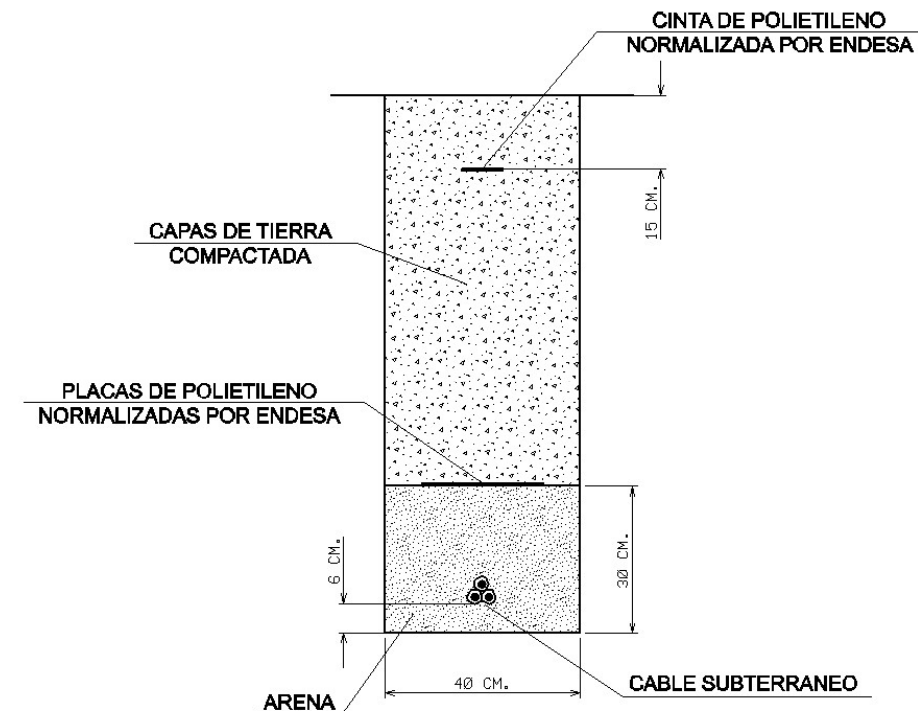 CINTA DE POLIETILENO
NORMALIZADA POR ENDESA
15 CM.
CAPAS DE TIERRA
COMPACTADA
PLACAS DE POLIETILENO
NORMALIZADAS POR ENDESA
6 CM.
30 CM.
40 CM.
CABLE SUBTERRANEO
ARENA